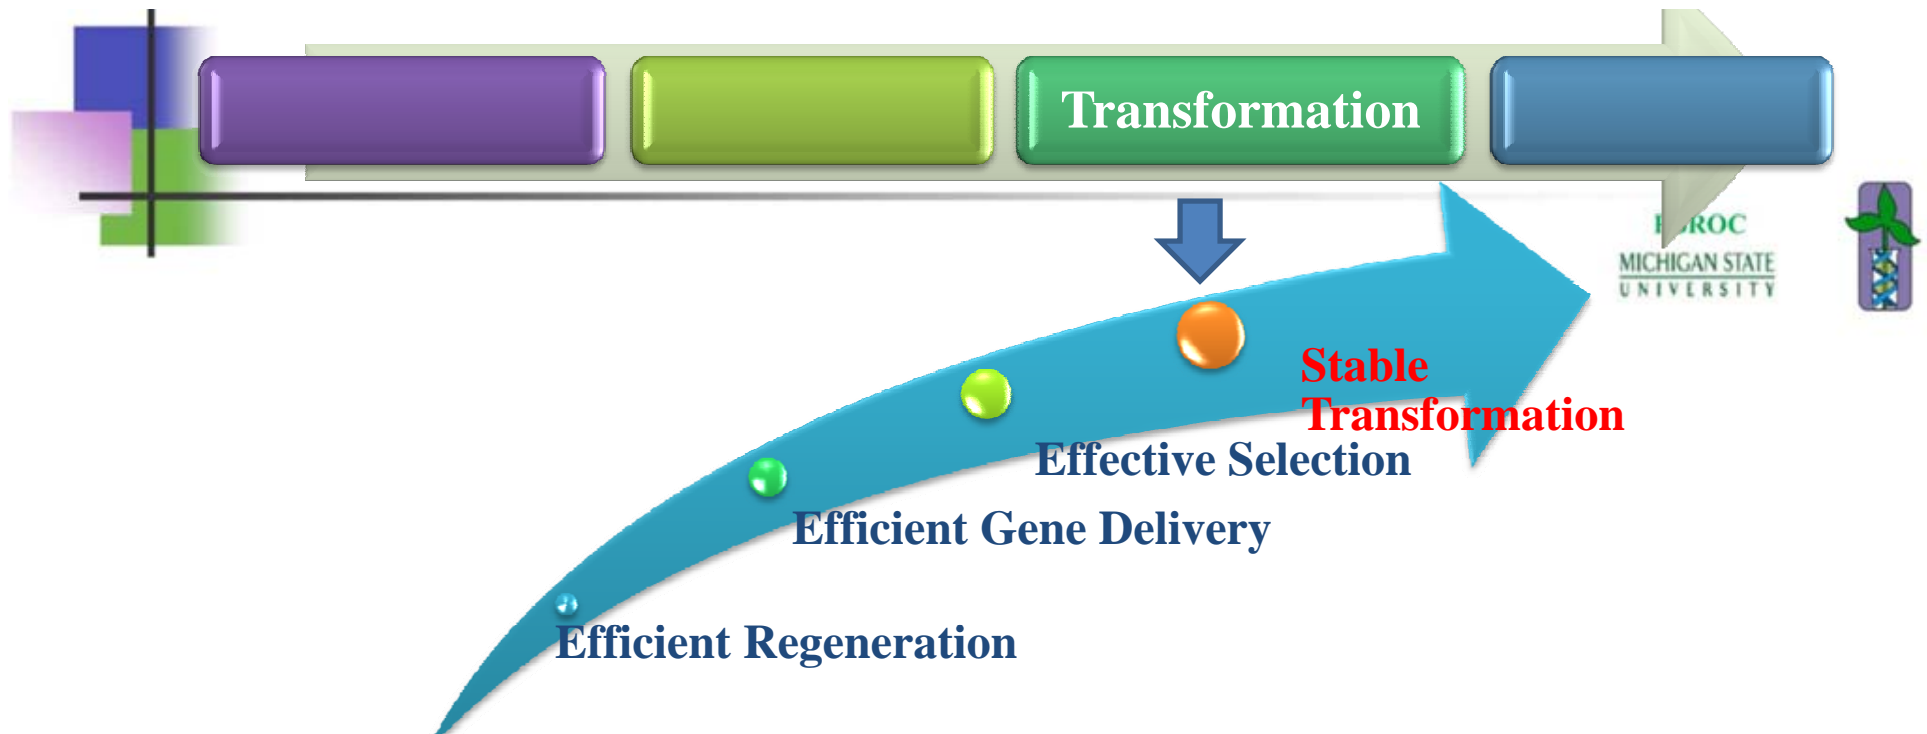 Transformation
MICHIGAN STATE
UNIVERSITY
Stable
Transformation
Effective Selection
Efficient Gene Delivery
Efficient Regeneration